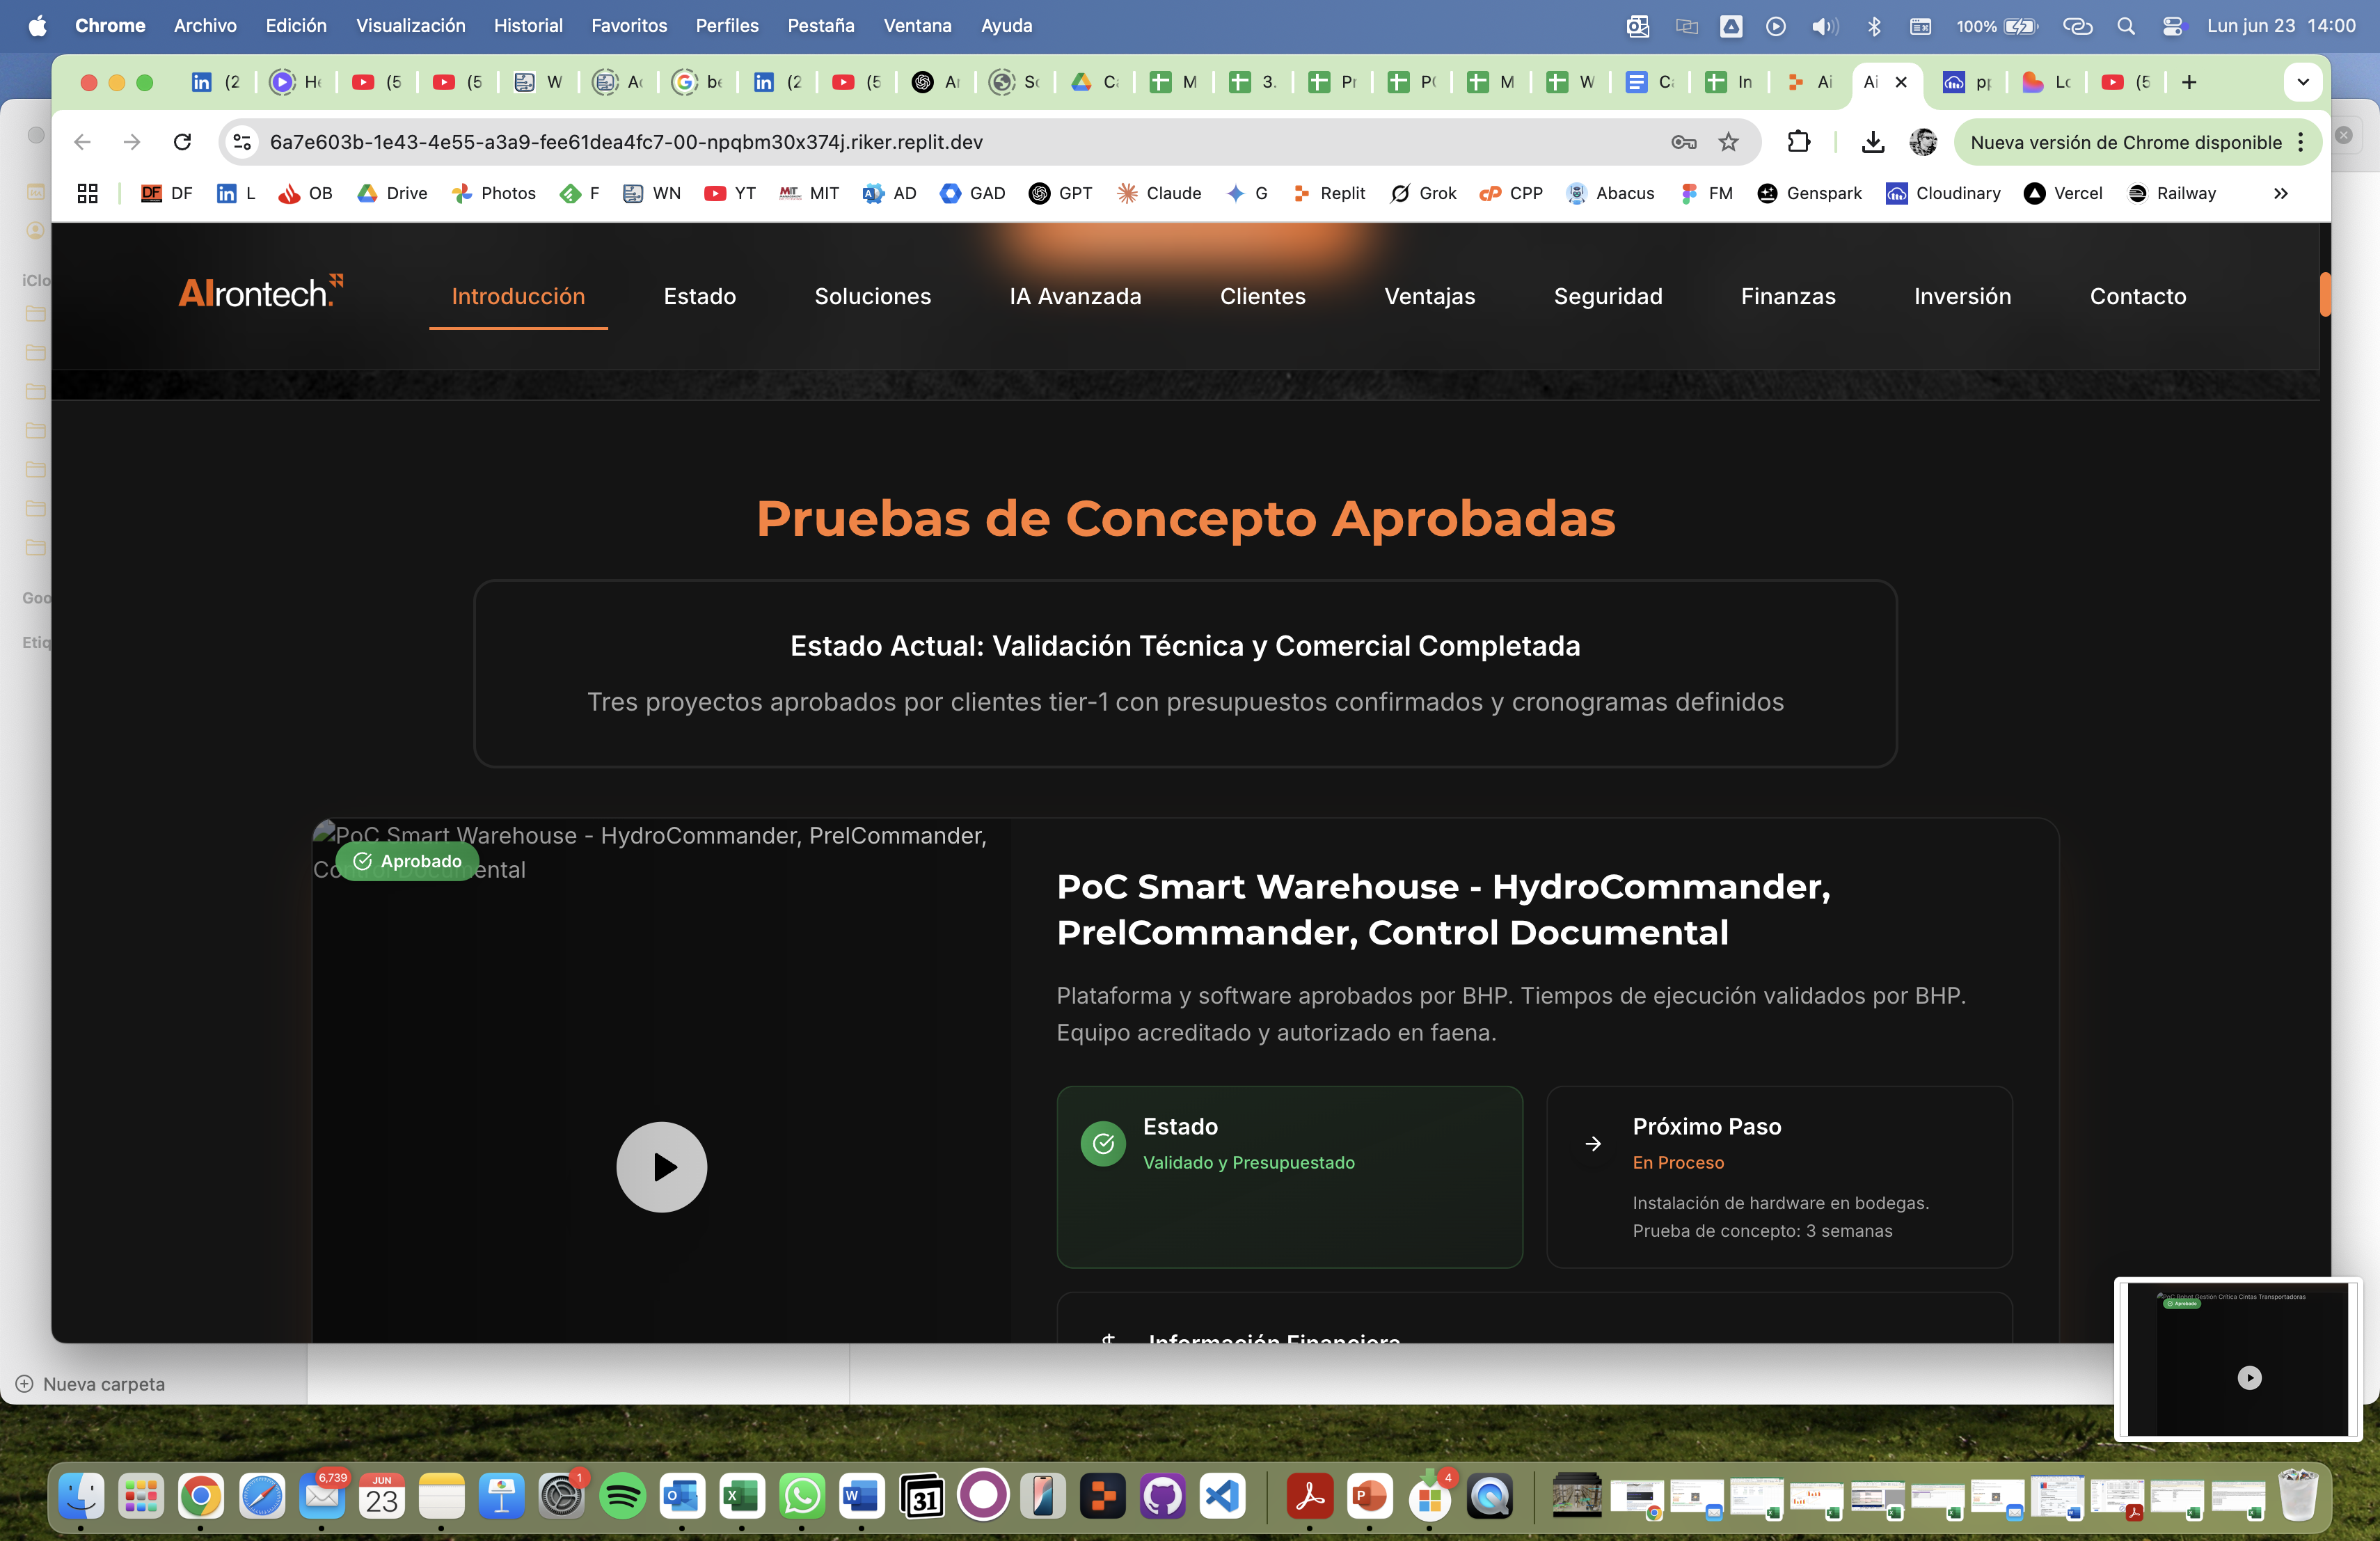 Chrome Archivo Edición Visualización Historial Favoritos Perfiles Pestaña Ventana Ayuda 100% Lun jun 23 14:00
(2 (5 (5 W (2 (5 3. In Ai Ai (5
6a7e603b-1e43-4e55-a3a9-fee61dea4fc7-00-npqbm30x374j.riker.replit.dev Nueva versión de Chrome disponible
DF L OB Drive Photos F WN YT MIT AD GAD GPT Claude G Replit Grok CPP Abacus FM Genspark Cloudinary Vercel Railway
AIrontech. Introducción Estado Soluciones IA Avanzada Clientes Ventajas Seguridad Finanzas Inversión Contacto
Pruebas de Concepto Aprobadas
Estado Actual: Validación Técnica y Comercial Completada
Tres proyectos aprobados por clientes tier-1 con presupuestos confirmados y cronogramas definidos
PoC Smart Warehouse - HydroCommander, PrelCommander,
Control Documental
Aprobado
PoC Smart Warehouse - HydroCommander,
PrelCommander, Control Documental
Plataforma y software aprobados por BHP. Tiempos de ejecución validados por BHP.
Equipo acreditado y autorizado en faena.
Estado
Validado y Presupuestado
Próximo Paso
En Proceso
Instalación de hardware en bodegas.
Prueba de concepto: 3 semanas
Información Financiera
PoC Robot Gestión Crítica Cintas Transportadoras
Aprobado
iClo
Goo
Etiq
Nueva carpeta
6,739 JUN 23 1 31 4